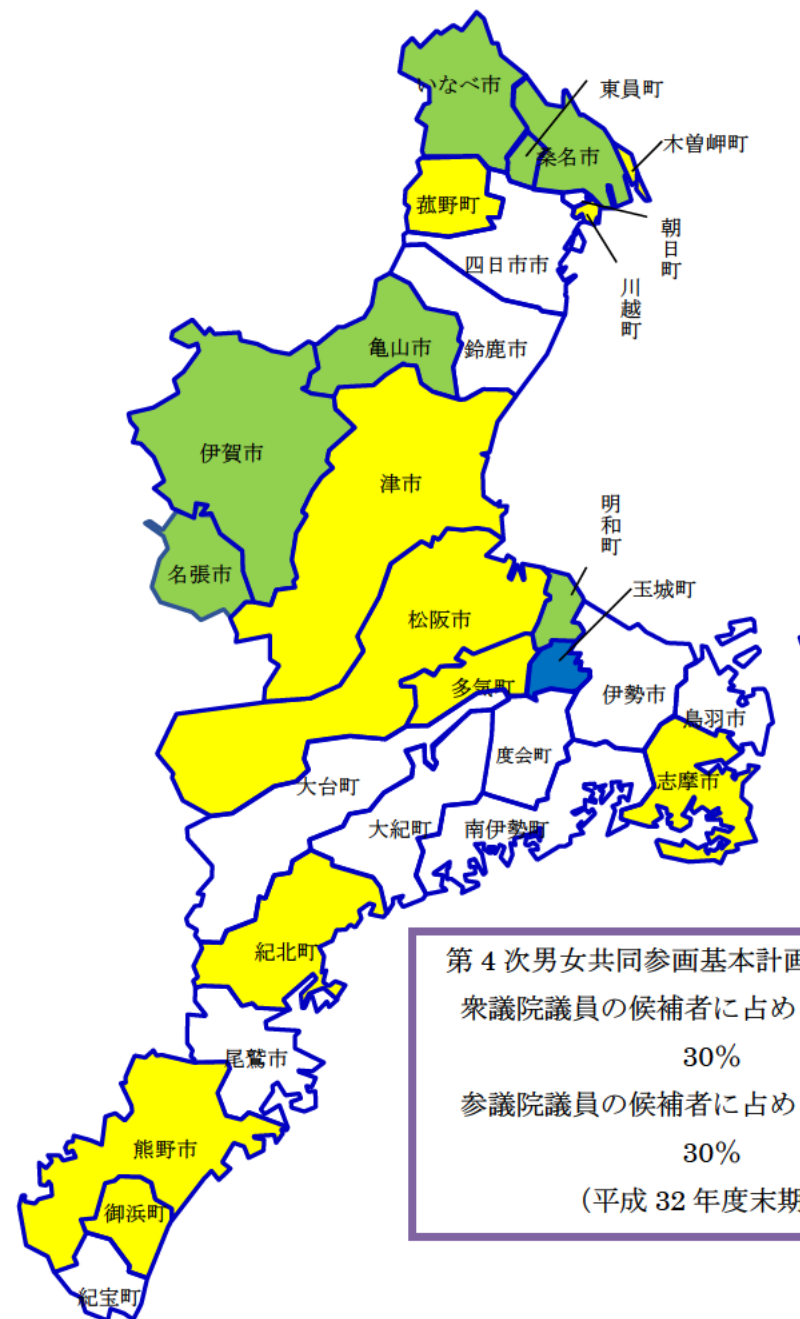 いなべ市
東員町
桑名市
木曽岬町
菰野町
朝日町
四日市市
川越町
亀山市
鈴鹿市
伊賀市
津市
明和町
名張市
玉城町
松阪市
多気町
伊勢市
鳥羽市
度会町
志摩市
大台町
大紀町
南伊勢町
紀北町
尾鷲市
熊野市
御浜町
紀宝町
第4次男女共同参画基本計画
衆議院議員の候補者に占め
30%
参議院議員の候補者に占め
30%
(平成32年度末期